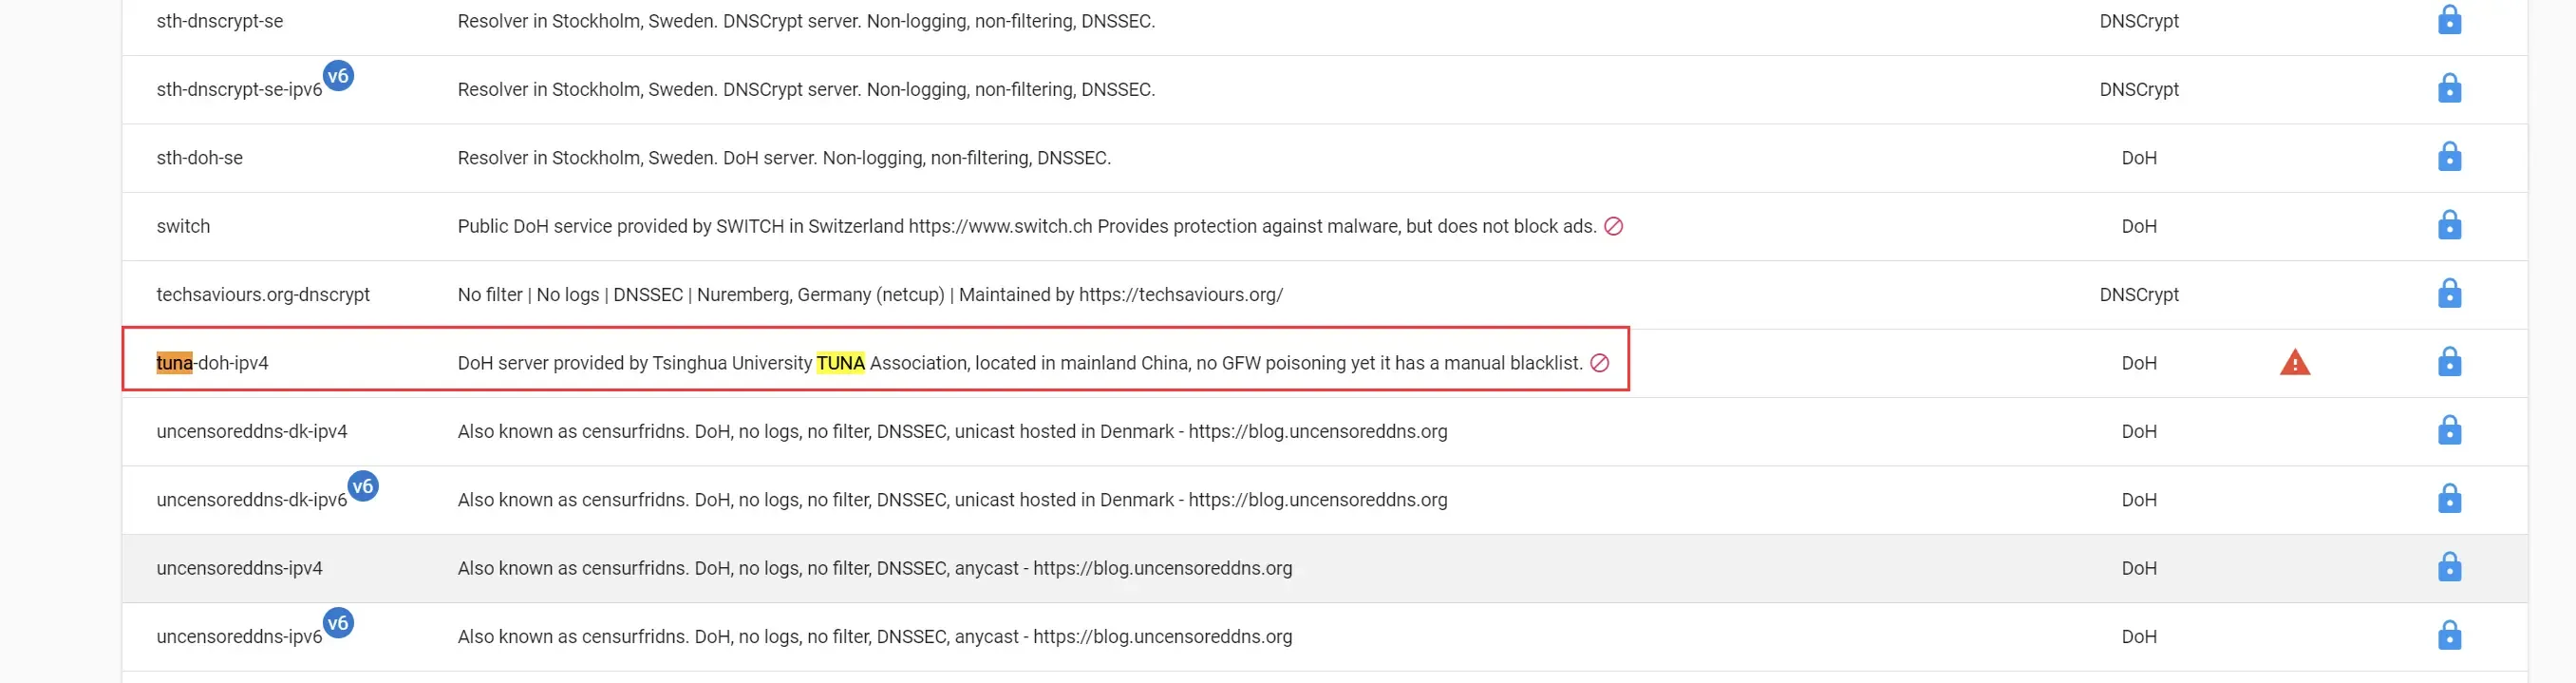 sth-dnscrypt-se Resolver in Stockholm, Sweden. DNSCrypt server. Non-logging, non-filtering, DNSSEC. DNSCrypt
sth-dnscrypt-se-ipv6 v6 Resolver in Stockholm, Sweden. DNSCrypt server. Non-logging, non-filtering, DNSSEC. DNSCrypt
sth-doh-se Resolver in Stockholm, Sweden. DoH server. Non-logging, non-filtering, DNSSEC. DoH
switch Public DoH service provided by SWITCH in Switzerland https://www.switch.ch Provides protection against malware, but does not block ads. DoH
techsaviours.org-dnscrypt No filter | No logs | DNSSEC | Nuremberg, Germany (netcup) | Maintained by https://techsaviours.org/ DNSCrypt
tuna-doh-ipv4 DoH server provided by Tsinghua University TUNA Association, located in mainland China, no GFW poisoning yet it has a manual blacklist. DoH
uncensoreddns-dk-ipv4 Also known as censurfridns. DoH, no logs, no filter, DNSSEC, unicast hosted in Denmark - https://blog.uncensoreddns.org DoH
uncensoreddns-dk-ipv6 v6 Also known as censurfridns. DoH, no logs, no filter, DNSSEC, unicast hosted in Denmark - https://blog.uncensoreddns.org DoH
uncensoreddns-ipv4 Also known as censurfridns. DoH, no logs, no filter, DNSSEC, anycast - https://blog.uncensoreddns.org DoH
uncensoreddns-ipv6 v6 Also known as censurfridns. DoH, no logs, no filter, DNSSEC, anycast - https://blog.uncensoreddns.org DoH